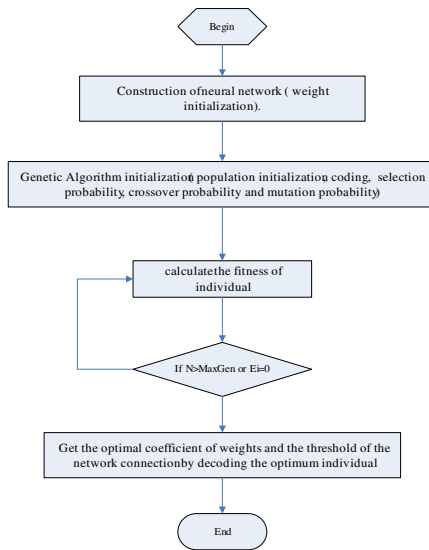 Begin
Construction ofneural network ( weight
initialization).
Genetic Algorithm initialization( population initialization, coding, selection
probability, crossover probability and mutation probability)
calculatethe fitness of
individual
If N>MaxGen or Ei=0
Get the optimal coefficient of weights and the threshold of the
network connectionby decoding the optimum individual
End